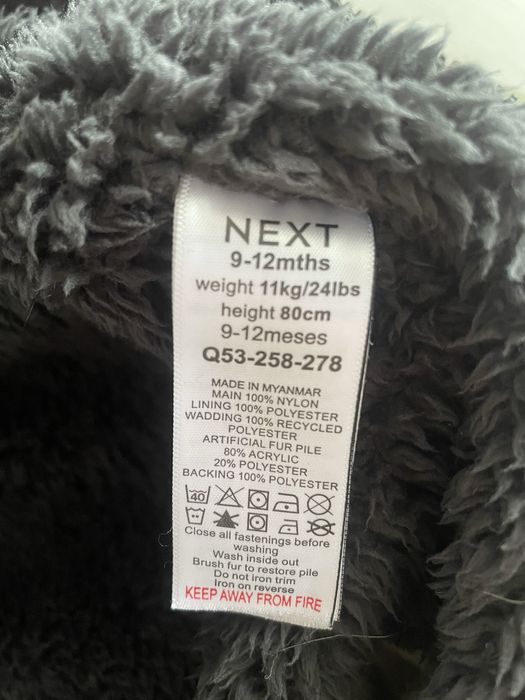 NEXT
9-12mths
weight 11kg/24lbs
height 80cm
9-12meses
Q53-258-278
MADE IN MYANMAR
MAIN 100% NYLON
LINING 100% POLYESTER
WADDING 100% RECYCLED
POLYESTER
ARTIFICIAL FUR PILE
80% ACRYLIC
20% POLYESTER
BACKING 100% POLYESTER
40
Close all fastenings before
washing
Wash inside out
Brush fur to restore pile
Do not iron trim
Iron on reverse
KEEP AWAY FROM FIRE